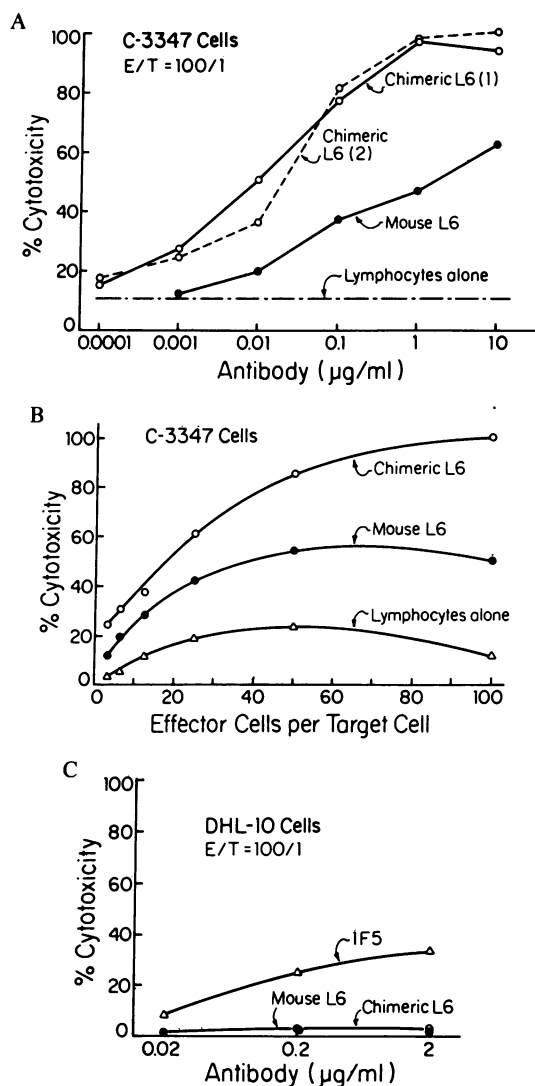 A
C-3347 Cells
E/T = 100/1
% Cytotoxicity
100
80
60
40
20
0
Chimeric L6 (1)
Chimeric
L6 (2)
Mouse L6
Lymphocytes alone
0.0001 0.001 0.01 0.1 1 10
Antibody (µg/ml)
B
C-3347 Cells
% Cytotoxicity
100
80
60
40
20
0
Chimeric L6
Mouse L6
Lymphocytes alone
0 20 40 60 80 100
Effector Cells per Target Cell
C
DHL-10 Cells
E/T = 100/1
% Cytotoxicity
100
80
60
40
20
0
1F5
Mouse L6
Chimeric L6
0.02 0.2 2
Antibody (µg/ml)